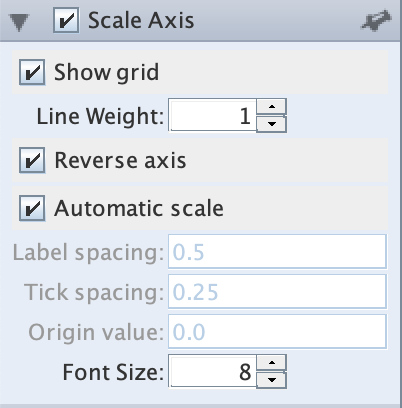 Scale Axis
Show grid
Line Weight: 1
Reverse axis
Automatic scale
Label spacing: 0.5
Tick spacing: 0.25
Origin value: 0.0
Font Size: 8